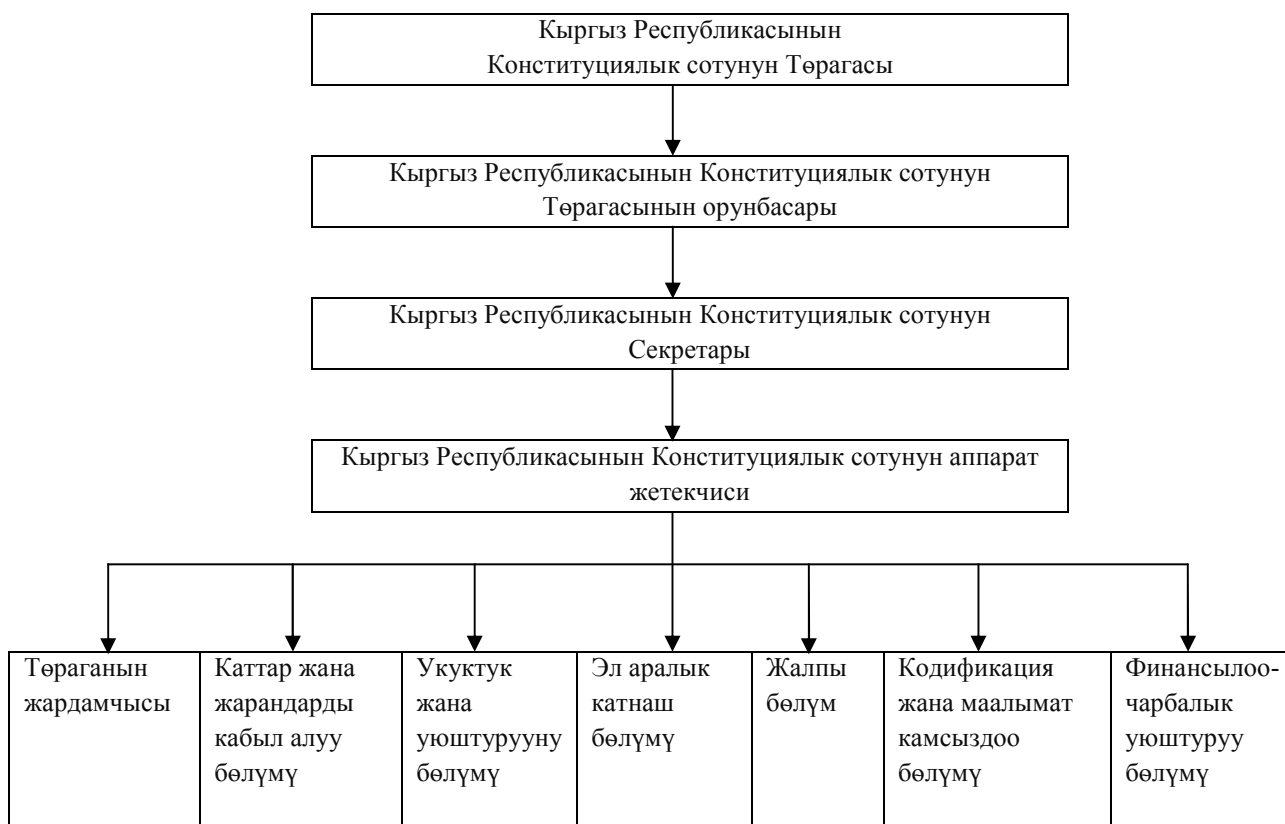 Кыргыз Республикасынын
Конституциялык сотунун Төрагасы
Кыргыз Республикасынын Конституциялык сотунун
Төрагасынын орунбасары
Кыргыз Республикасынын Конституциялык сотунун
Секретары
Кыргыз Республикасынын Конституциялык сотунун аппарат
жетекчиси
Төраганын
жардамчысы
Каттар жана
жарандарды
кабыл алуу
бөлүмү
Укуктук
жана
уюштурууну
бөлүмү
Эл аралык
катнаш
бөлүмү
Жалпы
бөлүм
Кодификация
жана маалымат
камсыздоо
бөлүмү
Финансылоо-
чарбалык
уюштуруу
бөлүмү